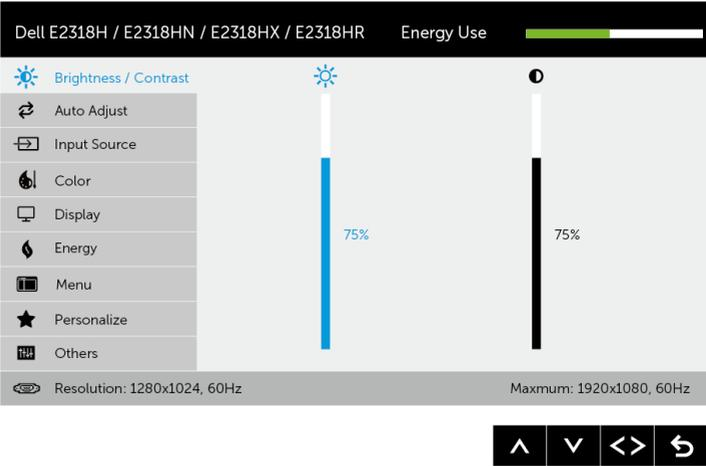 Dell E2318H / E2318HN / E2318HX / E2318HR Energy Use
Brightness / Contrast
Auto Adjust
Input Source
Color
Display
Energy
Menu
Personalize
Others
75%
75%
Resolution: 1280x1024, 60Hz
Maxmum: 1920x1080, 60Hz